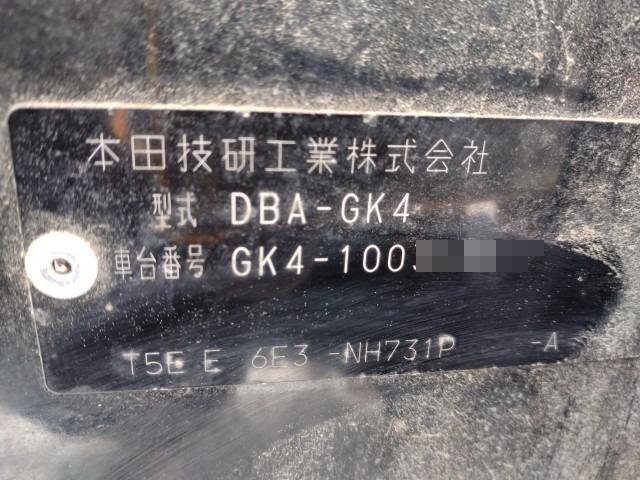 本田技研工業株式会社
型式 DBA-GK4
車台番号 GK4-1003
T5E E 6E3 -NH731P -A